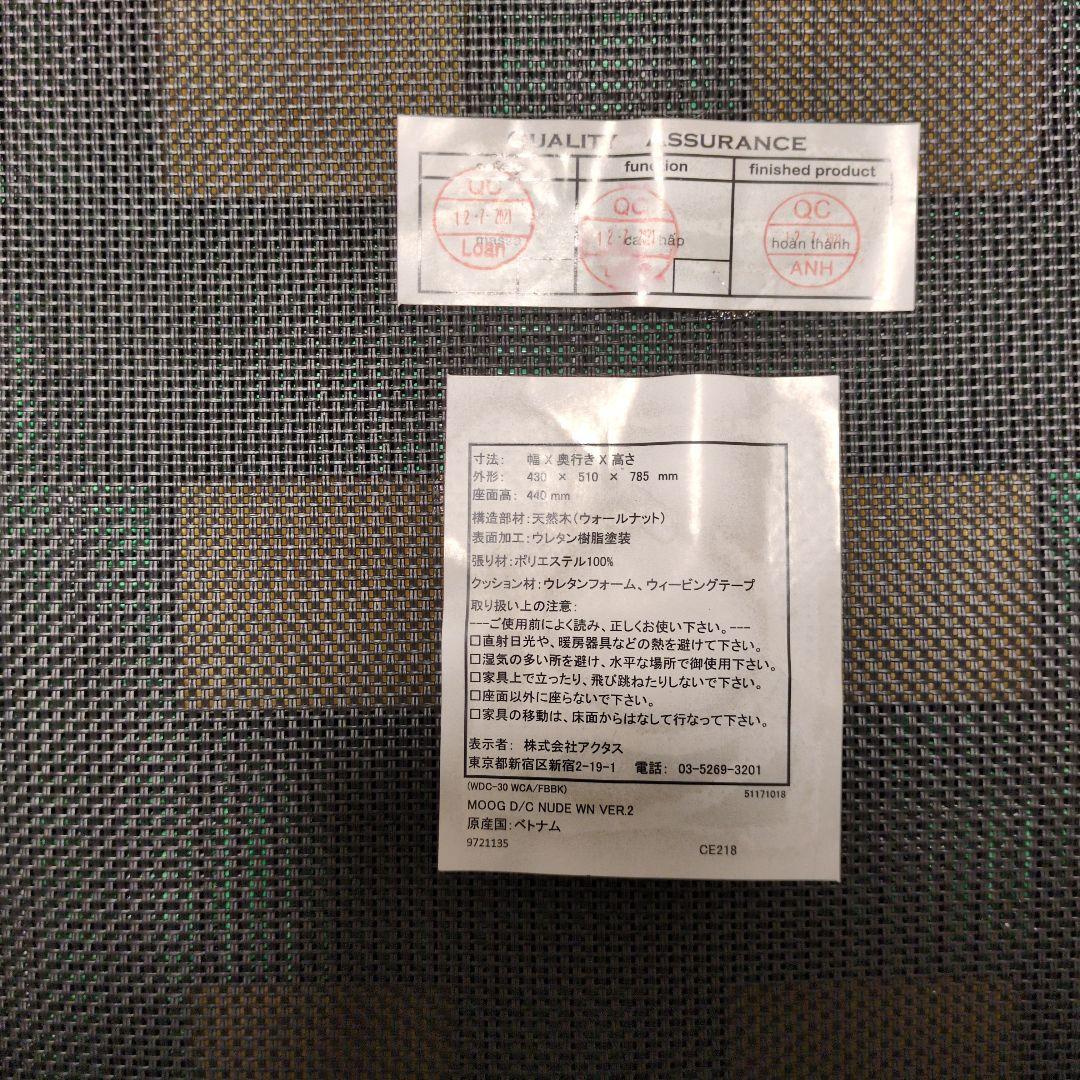 QUALITY ASSURANCE
function
finished product
QC
12-7-2021
Loan
QC
12-7-2021
cấp
QC
12-7-2021
hoàn thành
ANH
寸法： 幅 X 奥行き X 高さ
外形： 430 × 510 × 785 mm
座面高： 440 mm
構造部材：天然木（ウォールナット）
表面加工：ウレタン樹脂塗装
張り材：ポリエステル100%
クッション材：ウレタンフォーム、ウィービングテープ
取り扱い上の注意：
---ご使用前によく読み、正しくお使い下さい。---
□直射日光や、暖房器具などの熱を避けて下さい。
□湿気の多い所を避け、水平な場所で御使用下さい。
□家具上で立ったり、飛び跳ねたりしないで下さい。
□座面以外に座らないで下さい。
□家具の移動は、床面からはなして行なって下さい。
表示者： 株式会社アクタス
東京都新宿区新宿2-19-1 電話： 03-5269-3201
(WDC-30 WCA/FBBK) 51171018
MOOG D/C NUDE WN VER.2
原産国：ベトナム
9721135 CE218